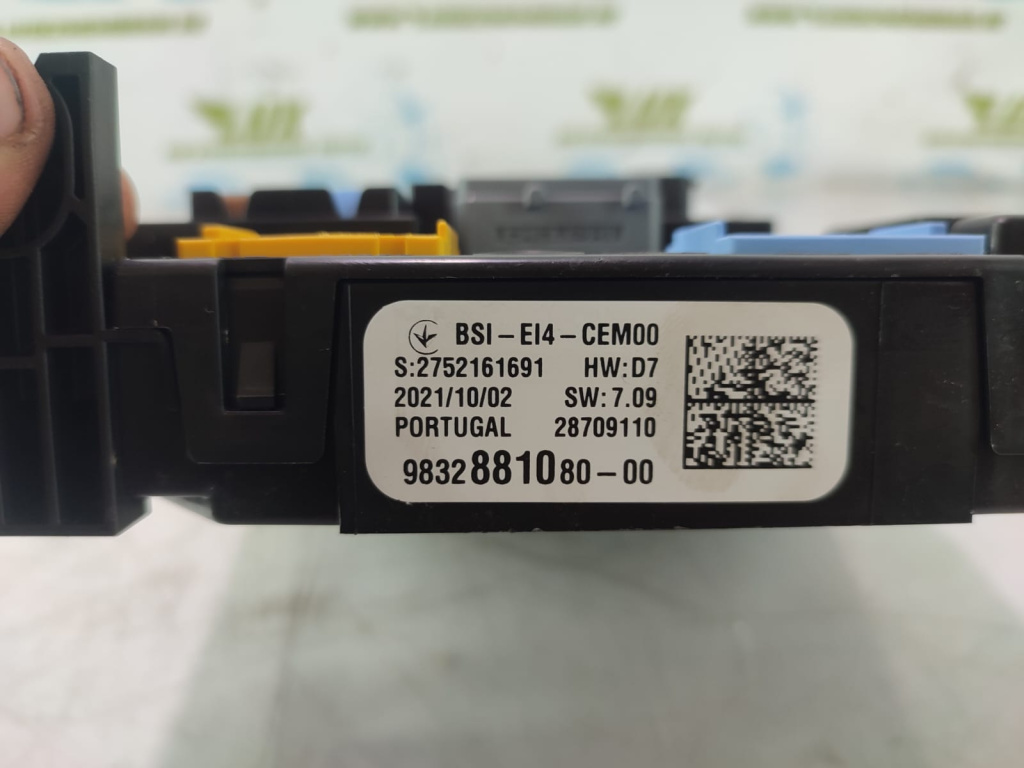 BSI-EI4-CEM00
S:2752161691 HW:D7
2021/10/02 SW:7.09
PORTUGAL 28709110
9832881080-00